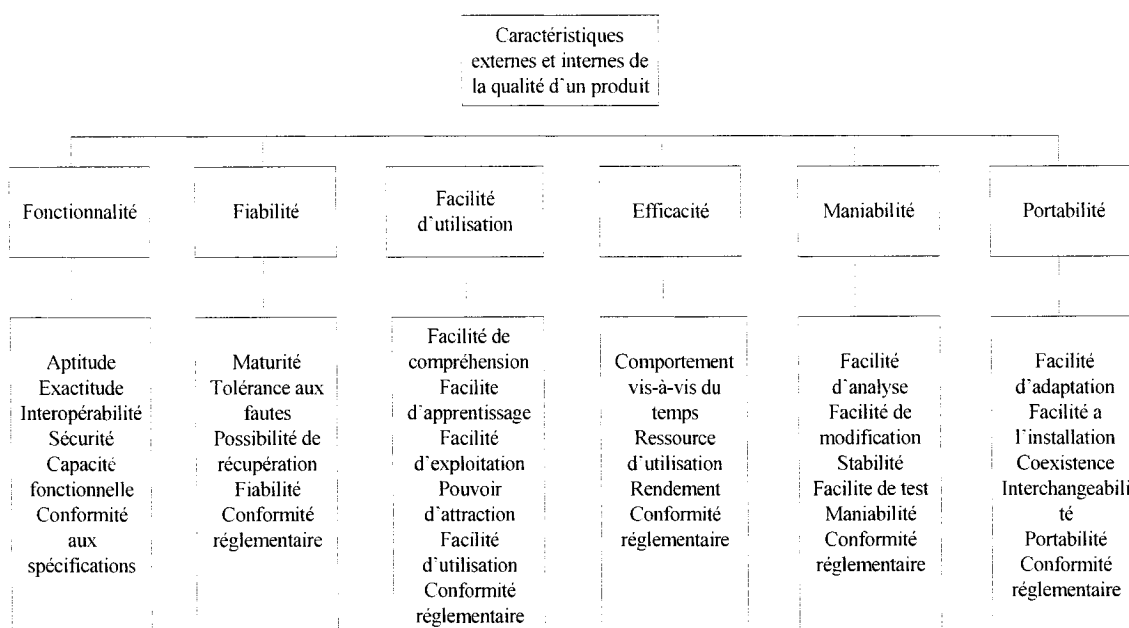 Caractéristiques
externes et internes de
la qualité d'un produit
Fonctionnalité
Fiabilité
Facilité
d'utilisation
Efficacité
Maniabilité
Portabilité
Aptitude
Exactitude
Interopérabilité
Sécurité
Capacité
fonctionnelle
Conformité
aux
spécifications
Maturité
Tolérance aux
fautes
Possibilité de
récupération
Fiabilité
Conformité
réglementaire
Facilité de
compréhension
Facilite
d'apprentissage
Facilité
d'exploitation
Pouvoir
d'attraction
Facilité
d'utilisation
Conformité
réglementaire
Comportement
vis-à-vis du
temps
Ressource
d'utilisation
Rendement
Conformité
réglementaire
Facilité
d'analyse
Facilité de
modification
Stabilité
Facilite de test
Maniabilité
Conformité
réglementaire
Facilité
d'adaptation
Facilité a
l'installation
Coexistence
Interchangeabili
té
Portabilité
Conformité
réglementaire